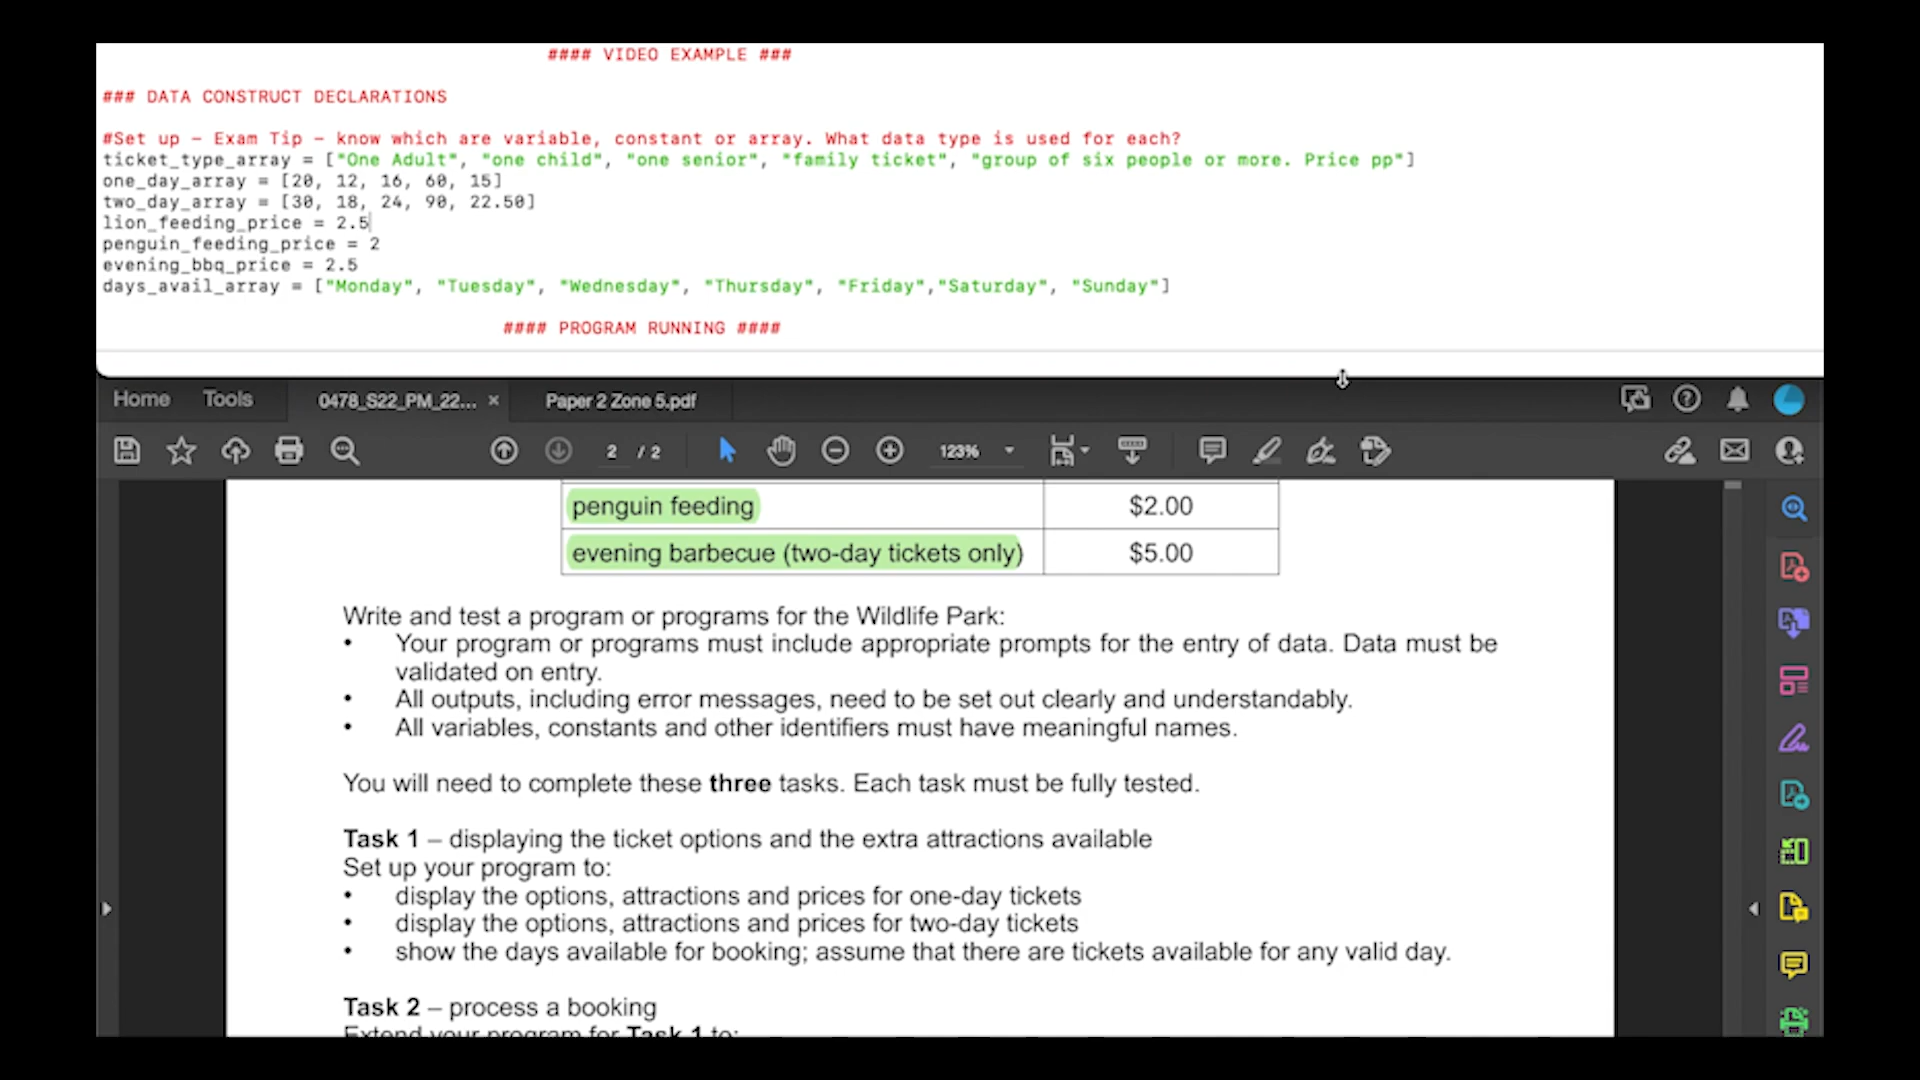 #### VIDEO EXAMPLE ###
### DATA CONSTRUCT DECLARATIONS
#Set up – Exam Tip – know which are variable, constant or array. What data type is used for each?
ticket_type_array = ["One Adult", "one child", "one senior", "family ticket", "group of six people or more. Price pp"]
one_day_array = [20, 12, 16, 60, 15]
two_day_array = [30, 18, 24, 90, 22.50]
lion_feeding_price = 2.5
penguin_feeding_price = 2
evening_bbq_price = 2.5
days_avail_array = ["Monday", "Tuesday", "Wednesday", "Thursday", "Friday","Saturday", "Sunday"]
#### PROGRAM RUNNING ####
Home Tools 0478_S22_PM_22... × Paper 2 Zone 5.pdf
2 / 2 123%
penguin feeding $2.00
evening barbecue (two-day tickets only) $5.00
Write and test a program or programs for the Wildlife Park:
• Your program or programs must include appropriate prompts for the entry of data. Data must be
validated on entry.
• All outputs, including error messages, need to be set out clearly and understandably.
• All variables, constants and other identifiers must have meaningful names.
You will need to complete these three tasks. Each task must be fully tested.
Task 1 – displaying the ticket options and the extra attractions available
Set up your program to:
• display the options, attractions and prices for one-day tickets
• display the options, attractions and prices for two-day tickets
• show the days available for booking; assume that there are tickets available for any valid day.
Task 2 – process a booking
Extend your program for Task 1 to: